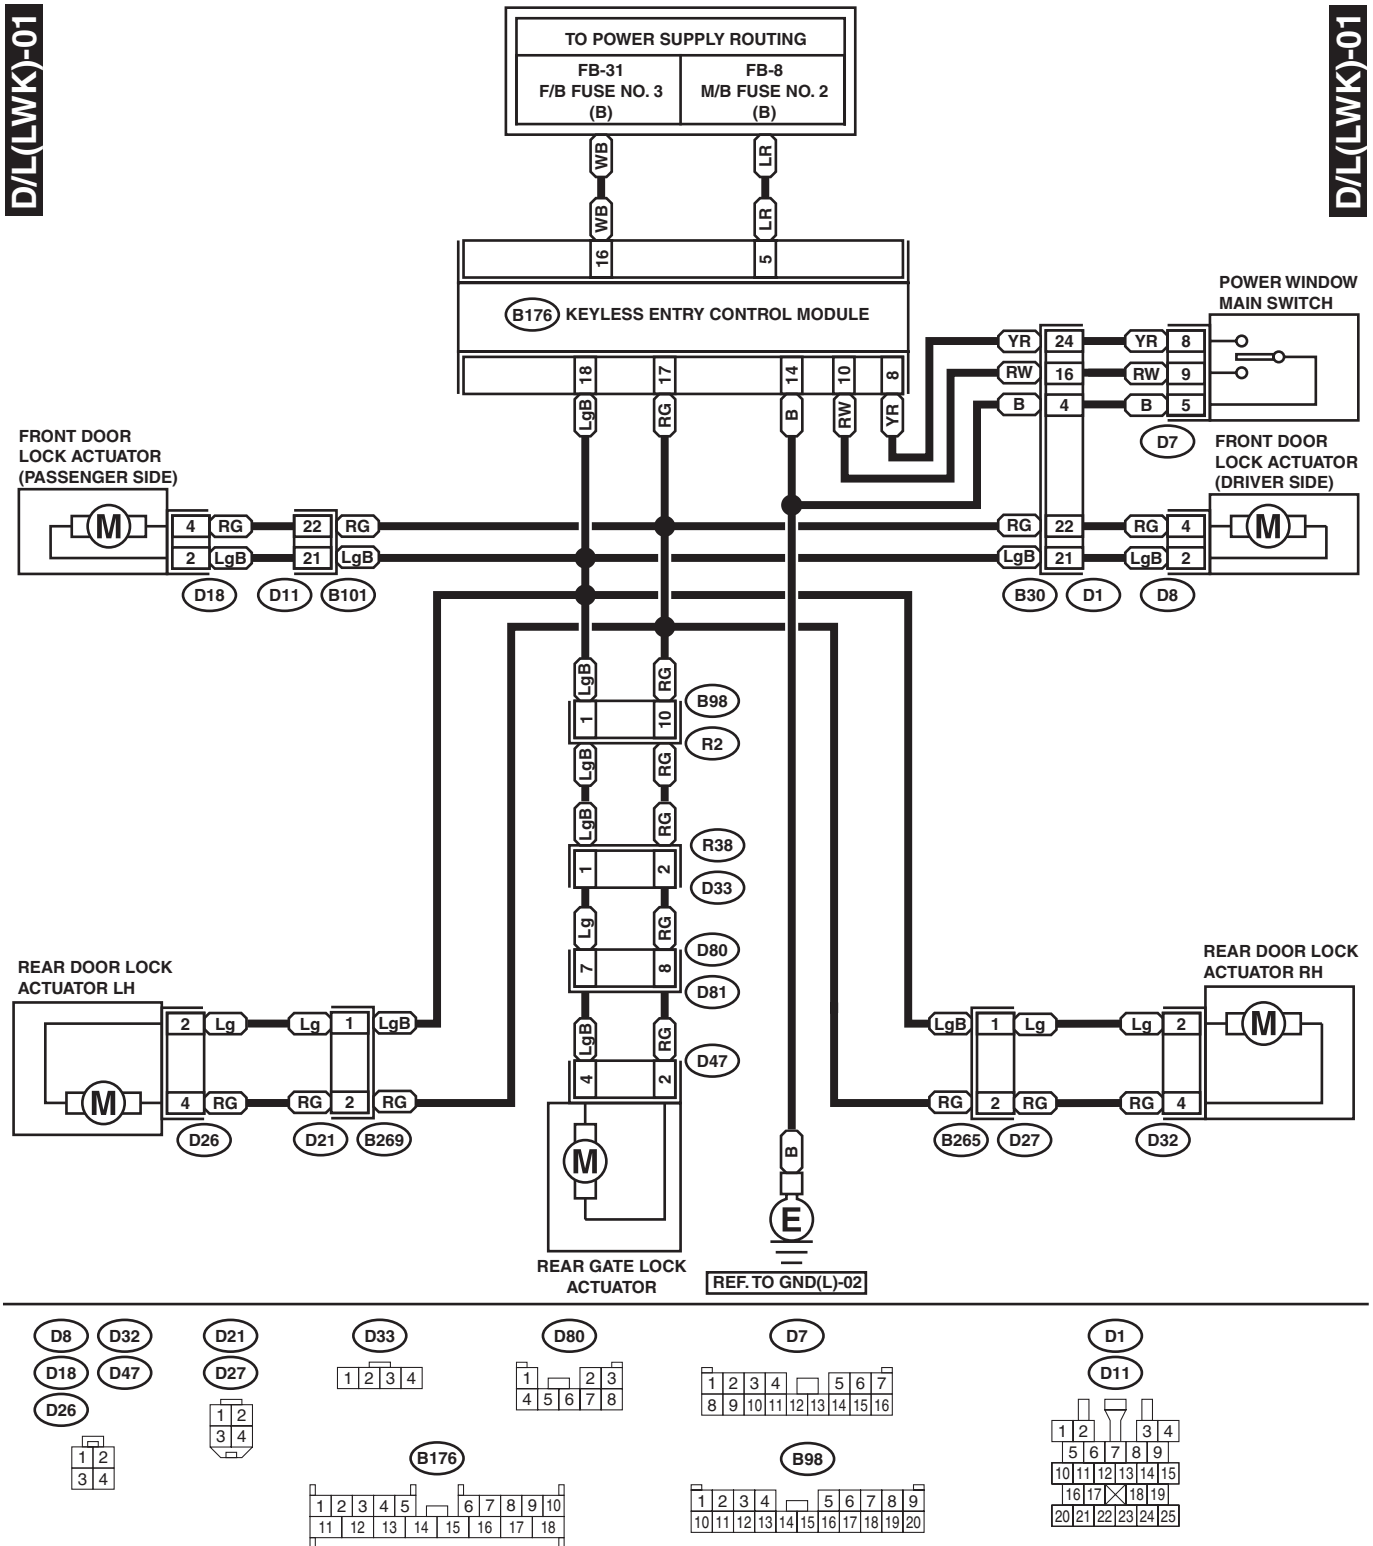 D/L(LWK)-01
D/L(LWK)-01
TO POWER SUPPLY ROUTING
FB-31
F/B FUSE NO. 3
(B)
FB-8
M/B FUSE NO. 2
(B)
WB
LR
WB
LR
16
5
B176 KEYLESS ENTRY CONTROL MODULE
18
17
14
10
8
LgB
RG
B
RW
YR
POWER WINDOW
MAIN SWITCH
YR 24 YR 8
RW 16 RW 9
B 4 B 5
D7
FRONT DOOR
LOCK ACTUATOR
(PASSENGER SIDE)
M
4 RG 22 RG
2 LgB 21 LgB
D18 D11 B101
FRONT DOOR
LOCK ACTUATOR
(DRIVER SIDE)
RG 22 RG 4
LgB 21 LgB 2
M
B30 D1 D8
LgB RG
1 10
B98
R2
LgB RG
LgB RG
R38
1 2
D33
Lg RG
D80
7 8
D81
LgB RG
D47
4 2
M
REAR GATE LOCK
ACTUATOR
B
E
REF. TO GND(L)-02
REAR DOOR LOCK
ACTUATOR LH
M
2 Lg Lg 1 LgB
4 RG RG 2 RG
D26 D21 B269
REAR DOOR LOCK
ACTUATOR RH
LgB 1 Lg Lg 2
M
RG 2 RG RG 4
B265 D27 D32
D8 D32
D18 D47
D26
1 2
3 4
D21
D27
1 2
3 4
D33
1 2 3 4
D80
1 2 3
4 5 6 7 8
D7
1 2 3 4 5 6 7
8 9 10 11 12 13 14 15 16
D1
D11
1 2 3 4
5 6 7 8 9
10 11 12 13 14 15
16 17 18 19
20 21 22 23 24 25
B176
1 2 3 4 5 6 7 8 9 10
11 12 13 14 15 16 17 18
B98
1 2 3 4 5 6 7 8 9
10 11 12 13 14 15 16 17 18 19 20